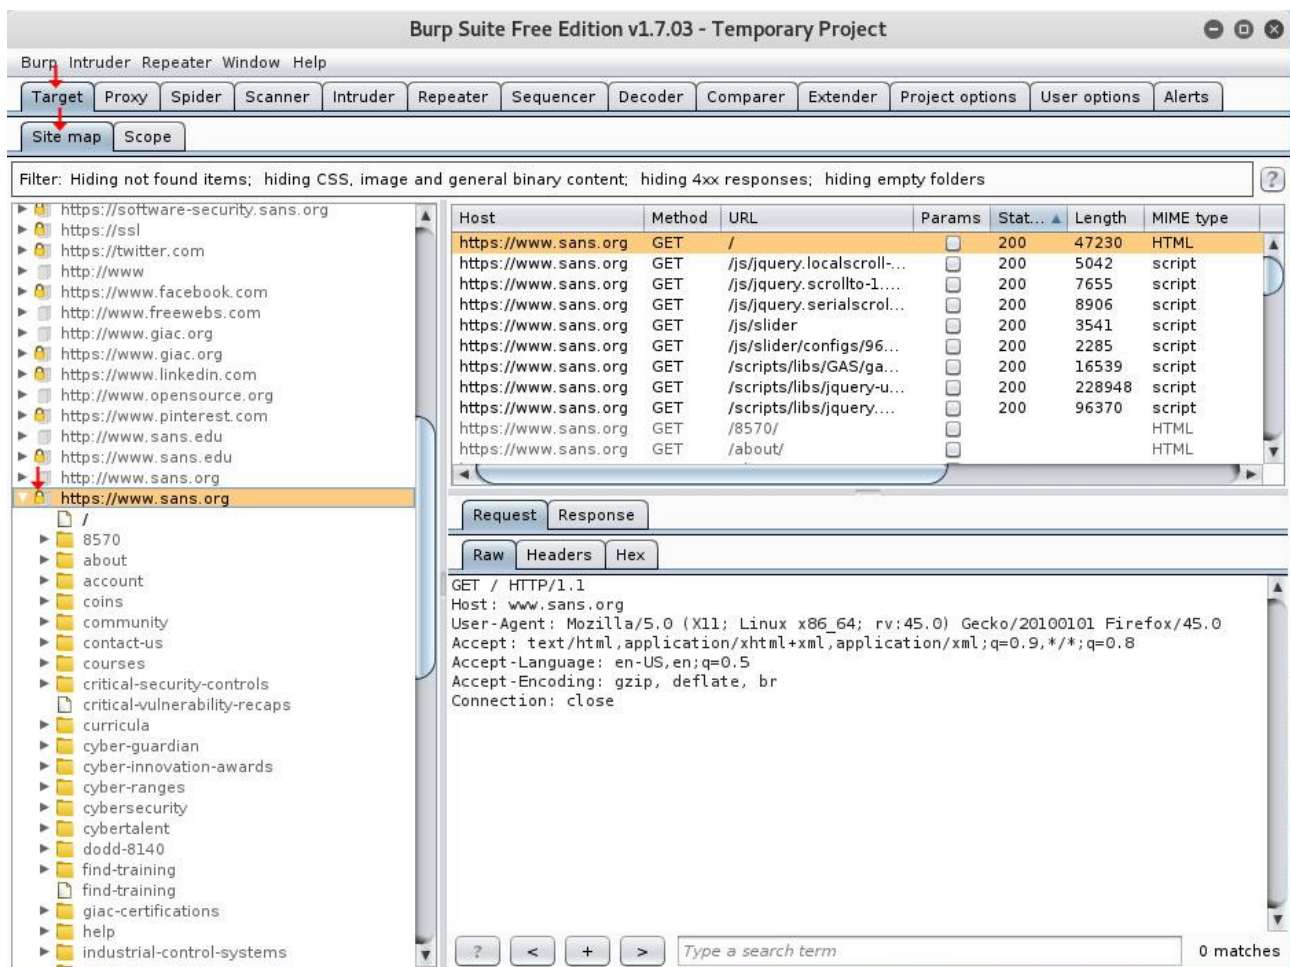 Burp Suite Free Edition v1.7.03 - Temporary Project
Burp Intruder Repeater Window Help
Target Proxy Spider Scanner Intruder Repeater Sequencer Decoder Comparer Extender Project options User options Alerts
Site map Scope
Filter: Hiding not found items; hiding CSS, image and general binary content; hiding 4xx responses; hiding empty folders ?
https://software-security.sans.org
https://ssl
https://twitter.com
http://www
https://www.facebook.com
http://www.freewebs.com
http://www.giac.org
https://www.giac.org
https://www.linkedin.com
http://www.opensource.org
https://www.pinterest.com
http://www.sans.edu
https://www.sans.edu
http://www.sans.org
https://www.sans.org
/
8570
about
account
coins
community
contact-us
courses
critical-security-controls
critical-vulnerability-recaps
curricula
cyber-guardian
cyber-innovation-awards
cyber-ranges
cybersecurity
cybertalent
dodd-8140
find-training
find-training
giac-certifications
help
industrial-control-systems
Host Method URL Params Stat... Length MIME type
https://www.sans.org GET / 200 47230 HTML
https://www.sans.org GET /js/jquery.localscroll-... 200 5042 script
https://www.sans.org GET /js/jquery.scrollto-1.... 200 7655 script
https://www.sans.org GET /js/jquery.serialscrol... 200 8906 script
https://www.sans.org GET /js/slider 200 3541 script
https://www.sans.org GET /js/slider/configs/96... 200 2285 script
https://www.sans.org GET /scripts/libs/GAS/ga... 200 16539 script
https://www.sans.org GET /scripts/libs/jquery-u... 200 228948 script
https://www.sans.org GET /scripts/libs/jquery.... 200 96370 script
https://www.sans.org GET /8570/ HTML
https://www.sans.org GET /about/ HTML
Request Response
Raw Headers Hex
GET / HTTP/1.1
Host: www.sans.org
User-Agent: Mozilla/5.0 (X11; Linux x86_64; rv:45.0) Gecko/20100101 Firefox/45.0
Accept: text/html,application/xhtml+xml,application/xml;q=0.9,*/*;q=0.8
Accept-Language: en-US,en;q=0.5
Accept-Encoding: gzip, deflate, br
Connection: close
? < + > Type a search term 0 matches